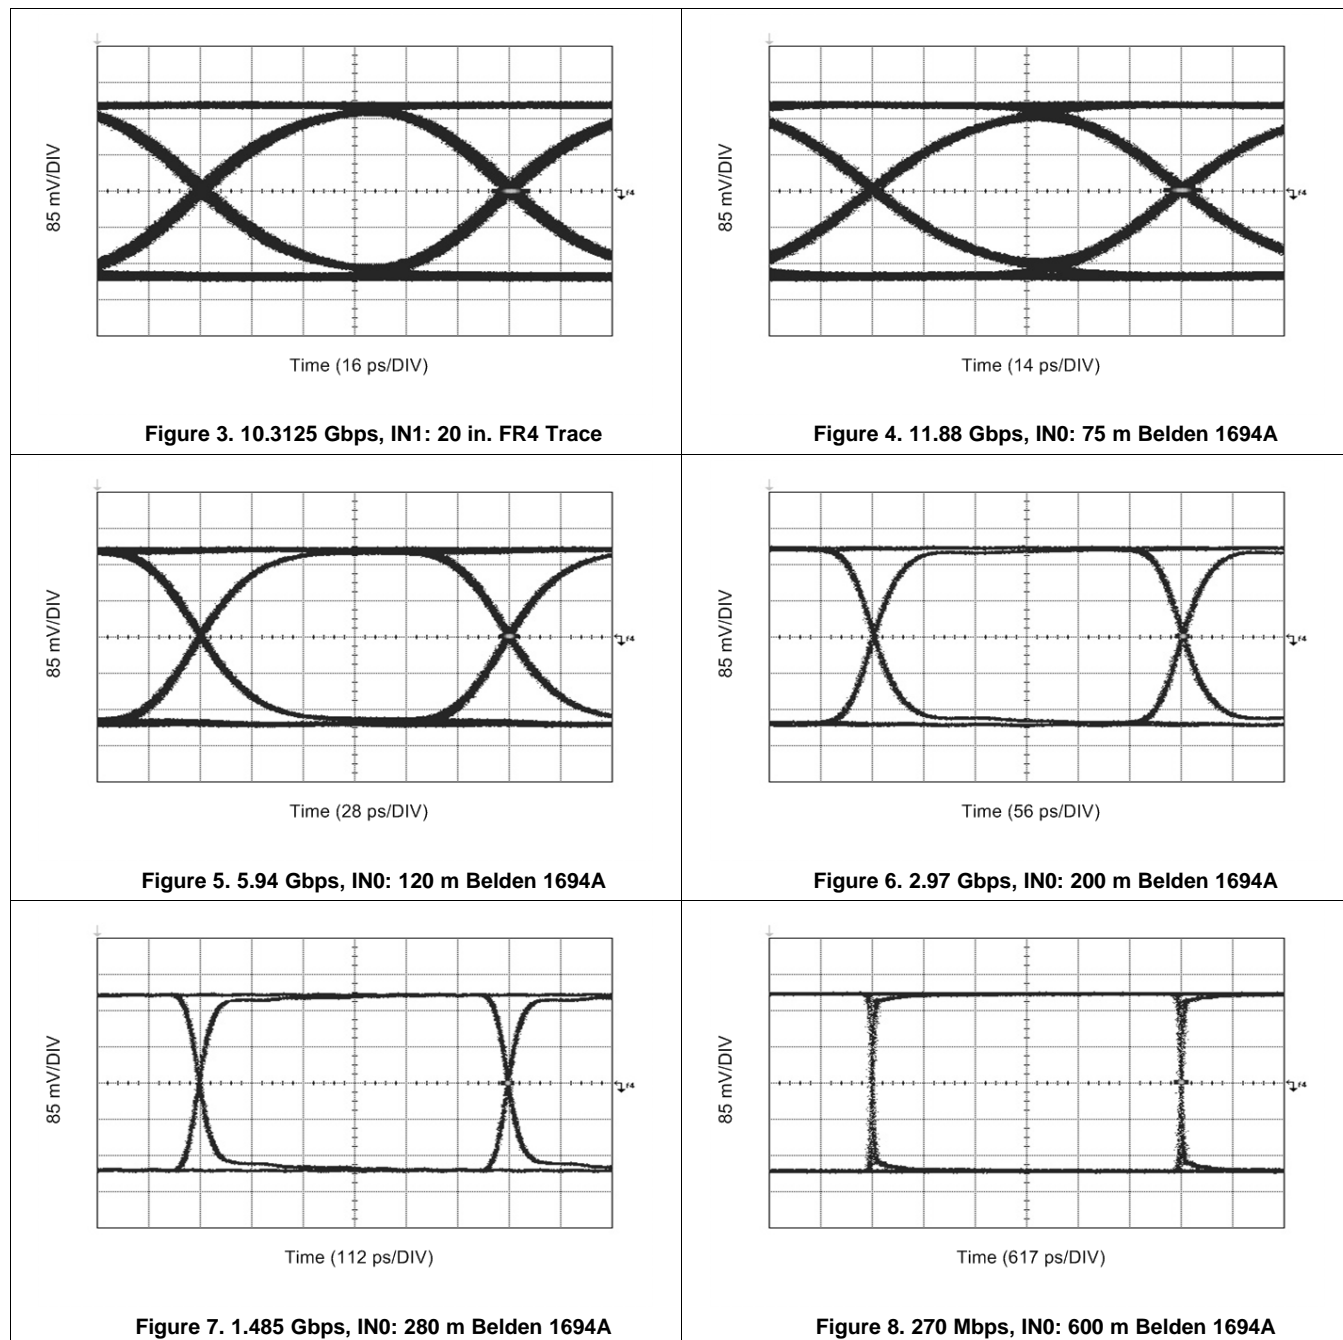 85 mV/DIV
Time (16 ps/DIV)
Figure 3. 10.3125 Gbps, IN1: 20 in. FR4 Trace
85 mV/DIV
Time (14 ps/DIV)
Figure 4. 11.88 Gbps, IN0: 75 m Belden 1694A
85 mV/DIV
Time (28 ps/DIV)
Figure 5. 5.94 Gbps, IN0: 120 m Belden 1694A
85 mV/DIV
Time (56 ps/DIV)
Figure 6. 2.97 Gbps, IN0: 200 m Belden 1694A
85 mV/DIV
Time (112 ps/DIV)
Figure 7. 1.485 Gbps, IN0: 280 m Belden 1694A
85 mV/DIV
Time (617 ps/DIV)
Figure 8. 270 Mbps, IN0: 600 m Belden 1694A